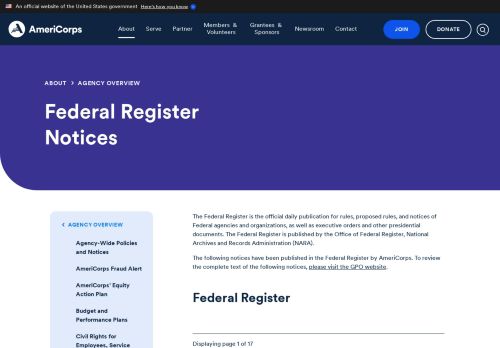 An official website of the United States government Here's how you know
AmeriCorps
About Serve Partner Members & Volunteers Grantees & Sponsors Newsroom Contact JOIN DONATE
ABOUT > AGENCY OVERVIEW
Federal Register
Notices
AGENCY OVERVIEW
Agency-Wide Policies
and Notices
AmeriCorps Fraud Alert
AmeriCorps' Equity
Action Plan
Budget and
Performance Plans
Civil Rights for
Employees, Service
The Federal Register is the official daily publication for rules, proposed rules, and notices of
Federal agencies and organizations, as well as executive orders and other presidential
documents. The Federal Register is published by the Office of Federal Register, National
Archives and Records Administration (NARA).
The following notices have been published in the Federal Register by AmeriCorps. To review
the complete text of the following notices, please visit the GPO website.
Federal Register
Displaying page 1 of 17